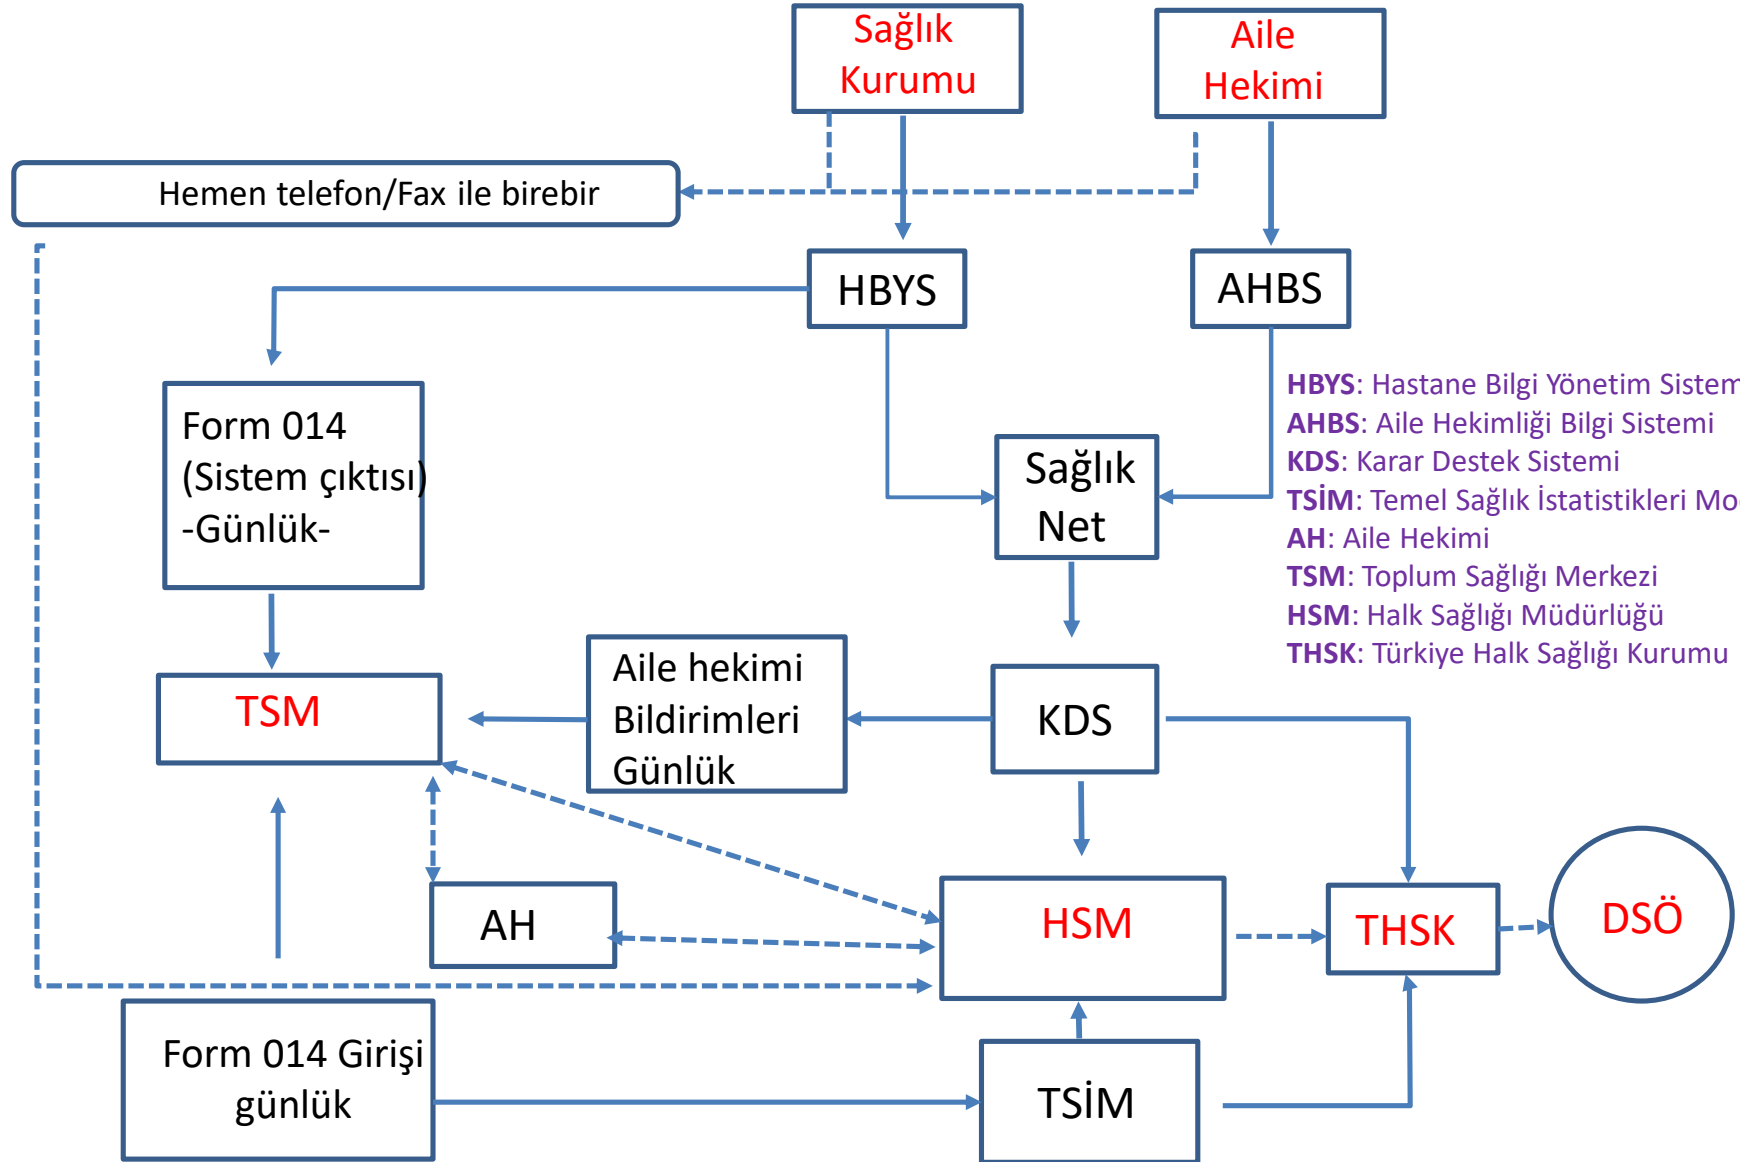 Sağlık
Kurumu
Aile
Hekimi
Hemen telefon/Fax ile birebir
HBYS
AHBS
Form 014
(Sistem çıktısı)
-Günlük-
Sağlık
Net
HBYS: Hastane Bilgi Yönetim Sistem
AHBS: Aile Hekimliği Bilgi Sistemi
KDS: Karar Destek Sistemi
TSİM: Temel Sağlık İstatistikleri Mo
AH: Aile Hekimi
TSM: Toplum Sağlığı Merkezi
HSM: Halk Sağlığı Müdürlüğü
THSK: Türkiye Halk Sağlığı Kurumu
TSM
Aile hekimi
Bildirimleri
Günlük
KDS
AH
HSM
THSK
DSÖ
Form 014 Girişi
günlük
TSİM